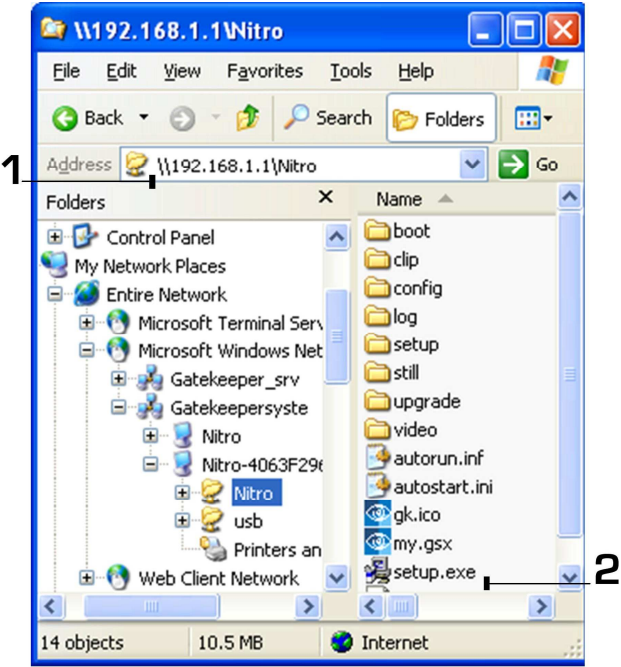 \\192.168.1.1\Nitro
File Edit View Favorites Tools Help
Back Search Folders
Address \\192.168.1.1\Nitro Go
1
Folders
Control Panel
My Network Places
Entire Network
Microsoft Terminal Serv
Microsoft Windows Net
Gatekeeper_srv
Gatekeepersyste
Nitro
Nitro-4063F296
Nitro
usb
Printers an
Web Client Network
Name
boot
clip
config
log
setup
still
upgrade
video
autorun.inf
autostart.ini
gk.ico
my.gsx
setup.exe
2
14 objects 10.5 MB Internet